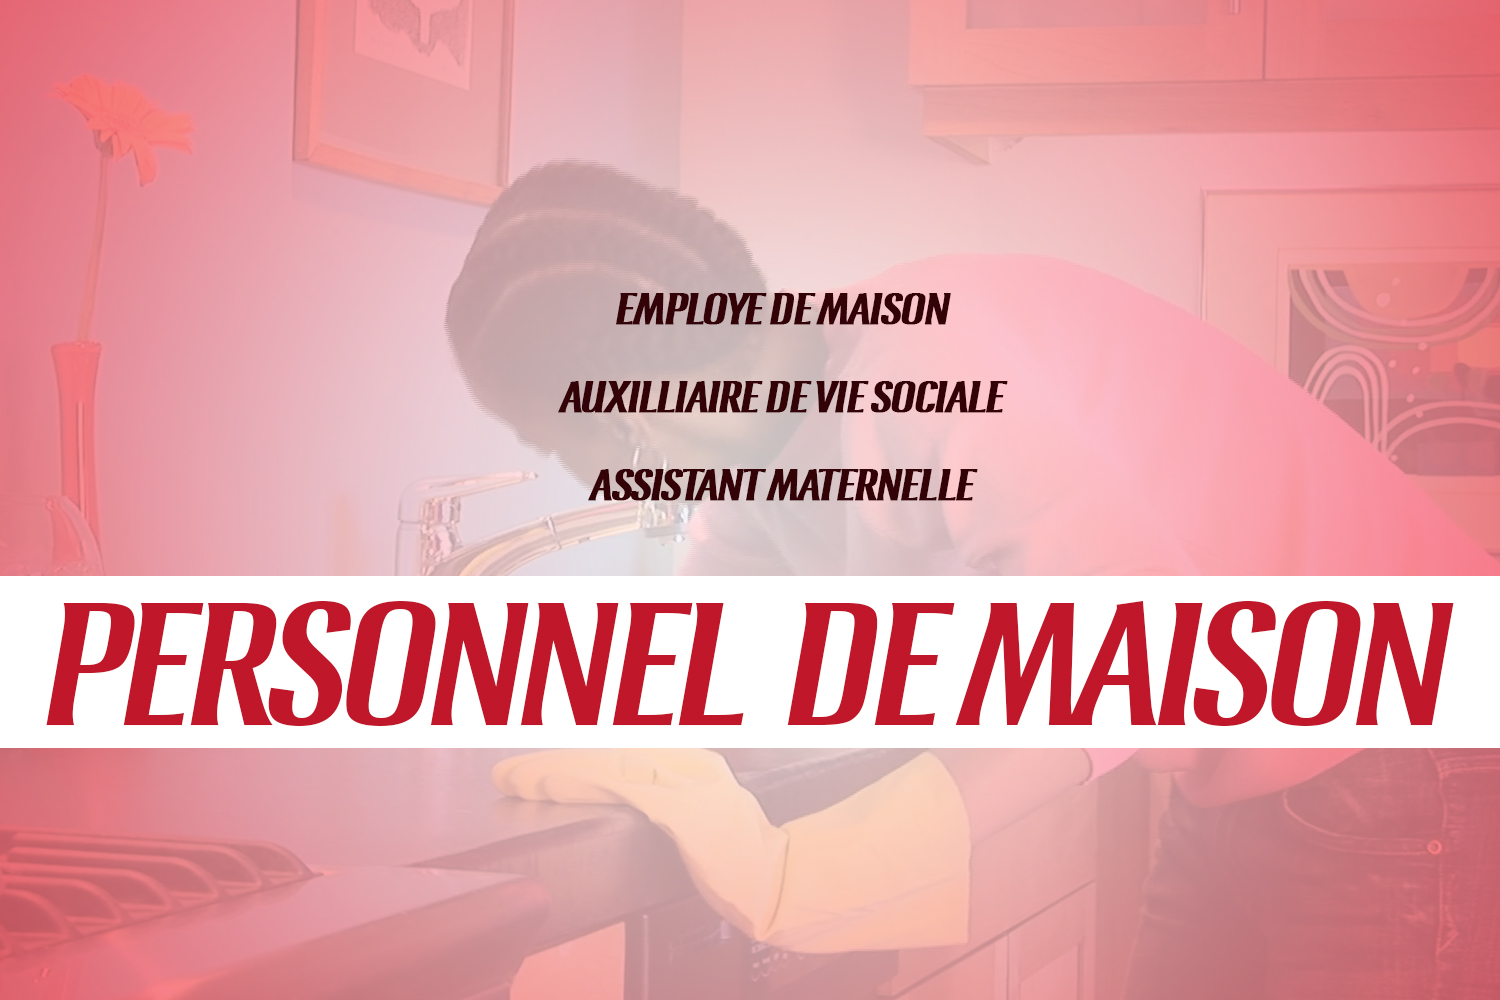 EMPLOYE DE MAISON
AUXILLIAIRE DE VIE SOCIALE
ASSISTANT MATERNELLE
PERSONNEL DE MAISON